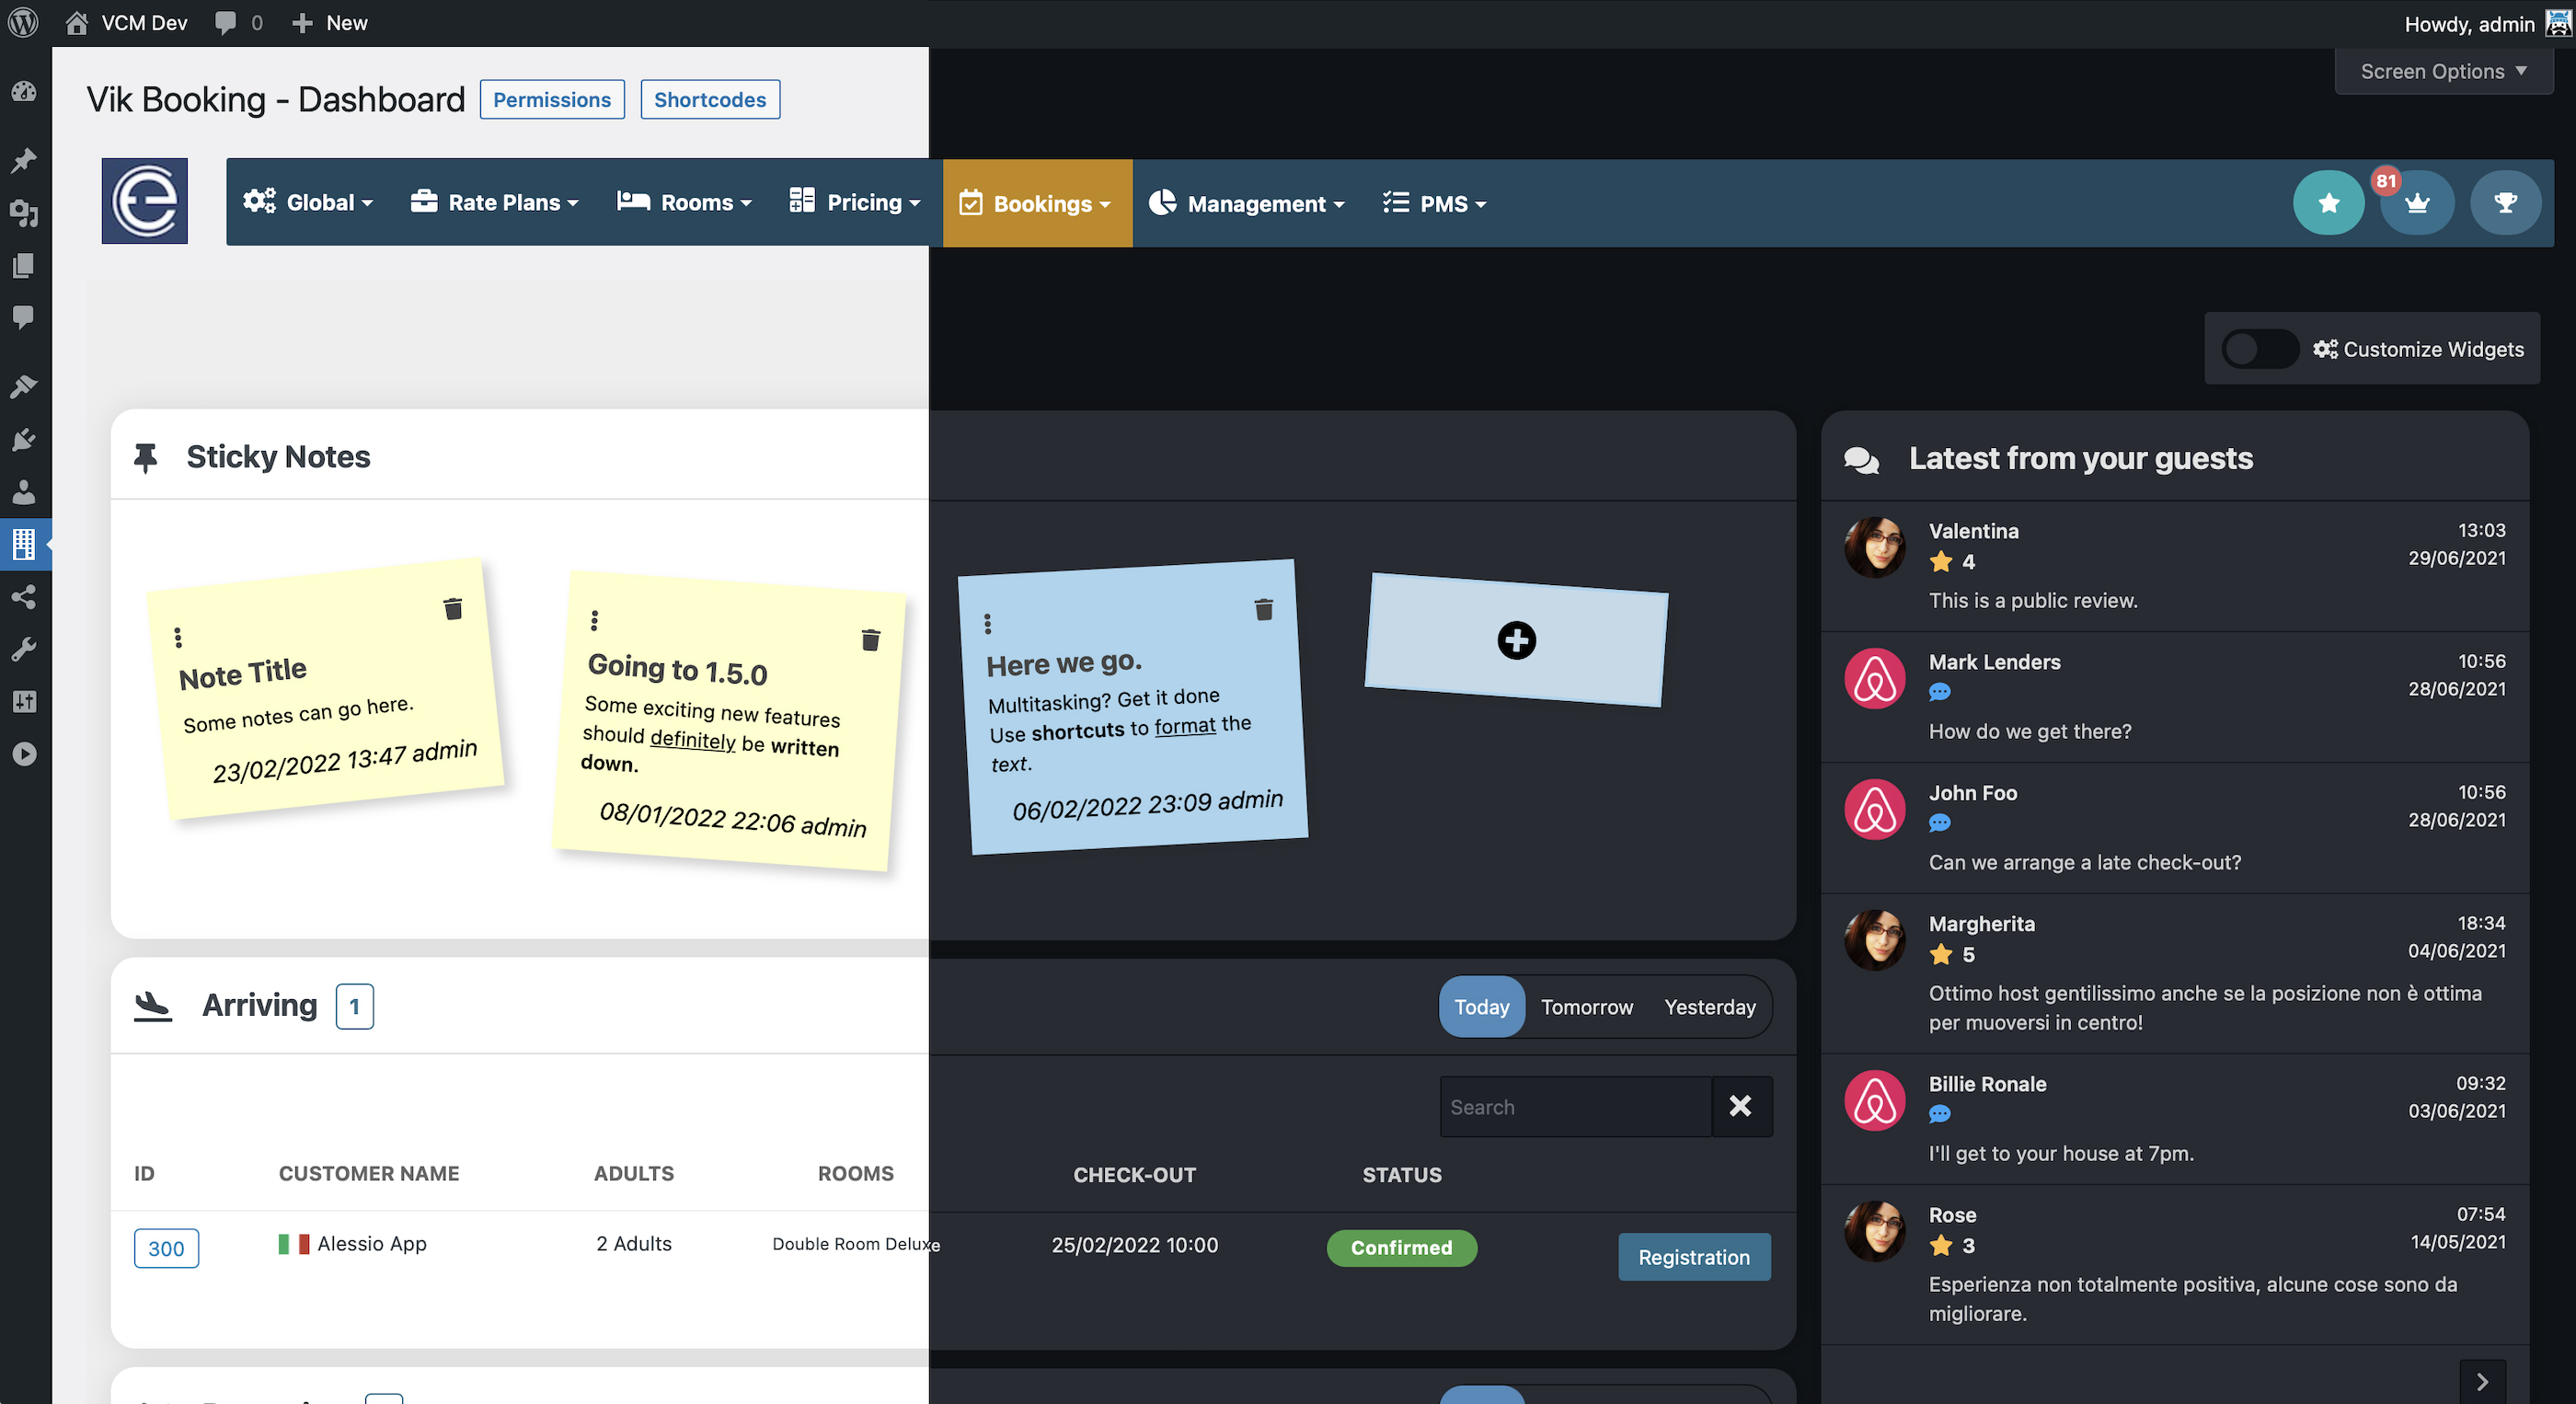 VCM Dev 0 New Howdy, admin
Screen Options
Vik Booking - Dashboard Permissions Shortcodes
Global Rate Plans Rooms Pricing Bookings Management PMS 81
Customize Widgets
Sticky Notes
Note Title
Some notes can go here.
23/02/2022 13:47 admin
Going to 1.5.0
Some exciting new features
should definitely be written
down.
08/01/2022 22:06 admin
Here we go.
Multitasking? Get it done
Use shortcuts to format the
text.
06/02/2022 23:09 admin
Arriving 1
Today Tomorrow Yesterday
Search
ID CUSTOMER NAME ADULTS ROOMS CHECK-OUT STATUS
300 Alessio App 2 Adults Double Room Deluxe 25/02/2022 10:00 Confirmed Registration
Latest from your guests
Valentina 13:03
4 29/06/2021
This is a public review.
Mark Lenders 10:56
28/06/2021
How do we get there?
John Foo 10:56
28/06/2021
Can we arrange a late check-out?
Margherita 18:34
5 04/06/2021
Ottimo host gentilissimo anche se la posizione non è ottima
per muoversi in centro!
Billie Ronale 09:32
03/06/2021
I'll get to your house at 7pm.
Rose 07:54
3 14/05/2021
Esperienza non totalmente positiva, alcune cose sono da
migliorare.